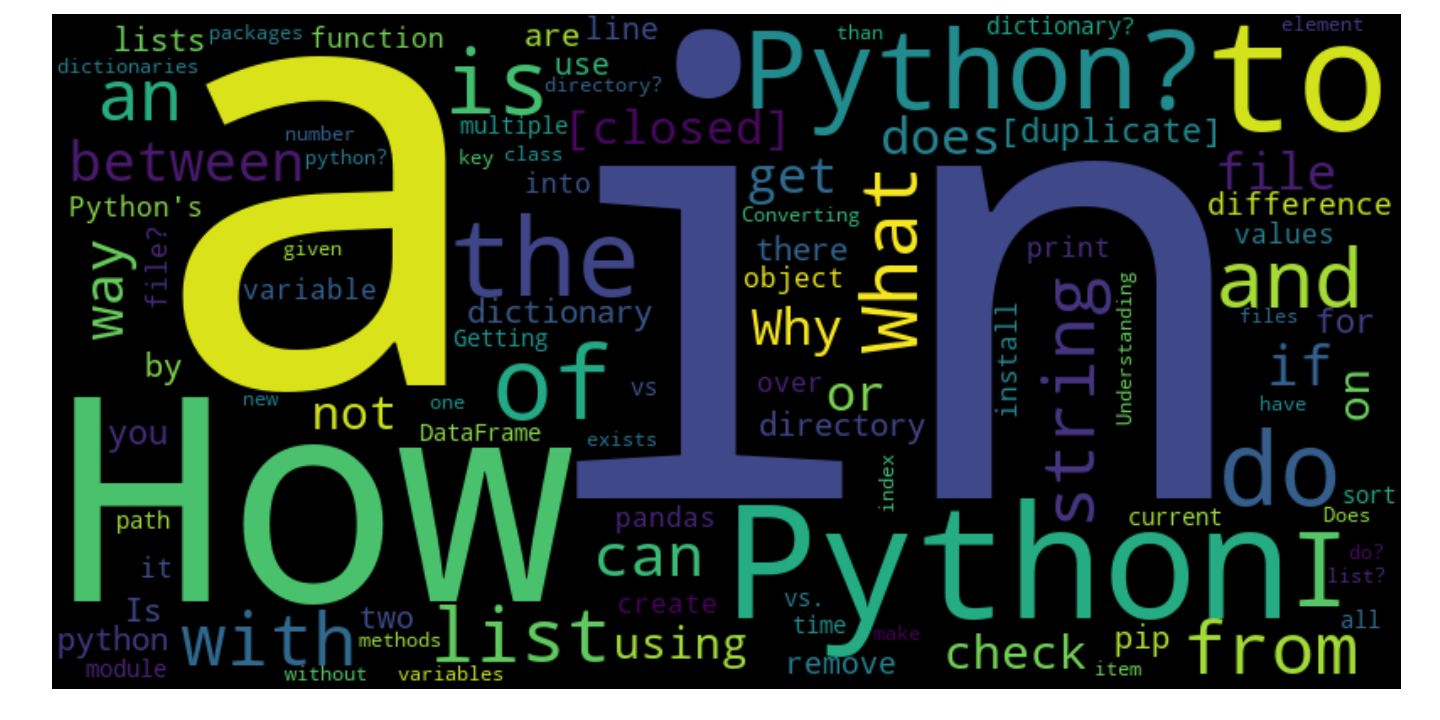 lists
packages
function
are
line
than
dictionary?
element
dictionaries
an
a
is
use
directory?
Python?
to
multiple
[closed]
does
[duplicate]
number
python?
key
class
between
into
get
What
file
Python's
Converting
difference
way
file?
given
the
there
print
values
variable
object
string
and
dictionary
Getting
Why
in
install
Understanding
files
for
by
of
vs
over
or
if
on
new
not
one
have
you
DataFrame
exists
directory
do
How
index
sort
path
pandas
Python
current
Does
it
can
I
do?
list?
Is
create
vs.
two
time
make
all
python
with
methods
list
using
check
pip
from
module
without
variables
remove
item